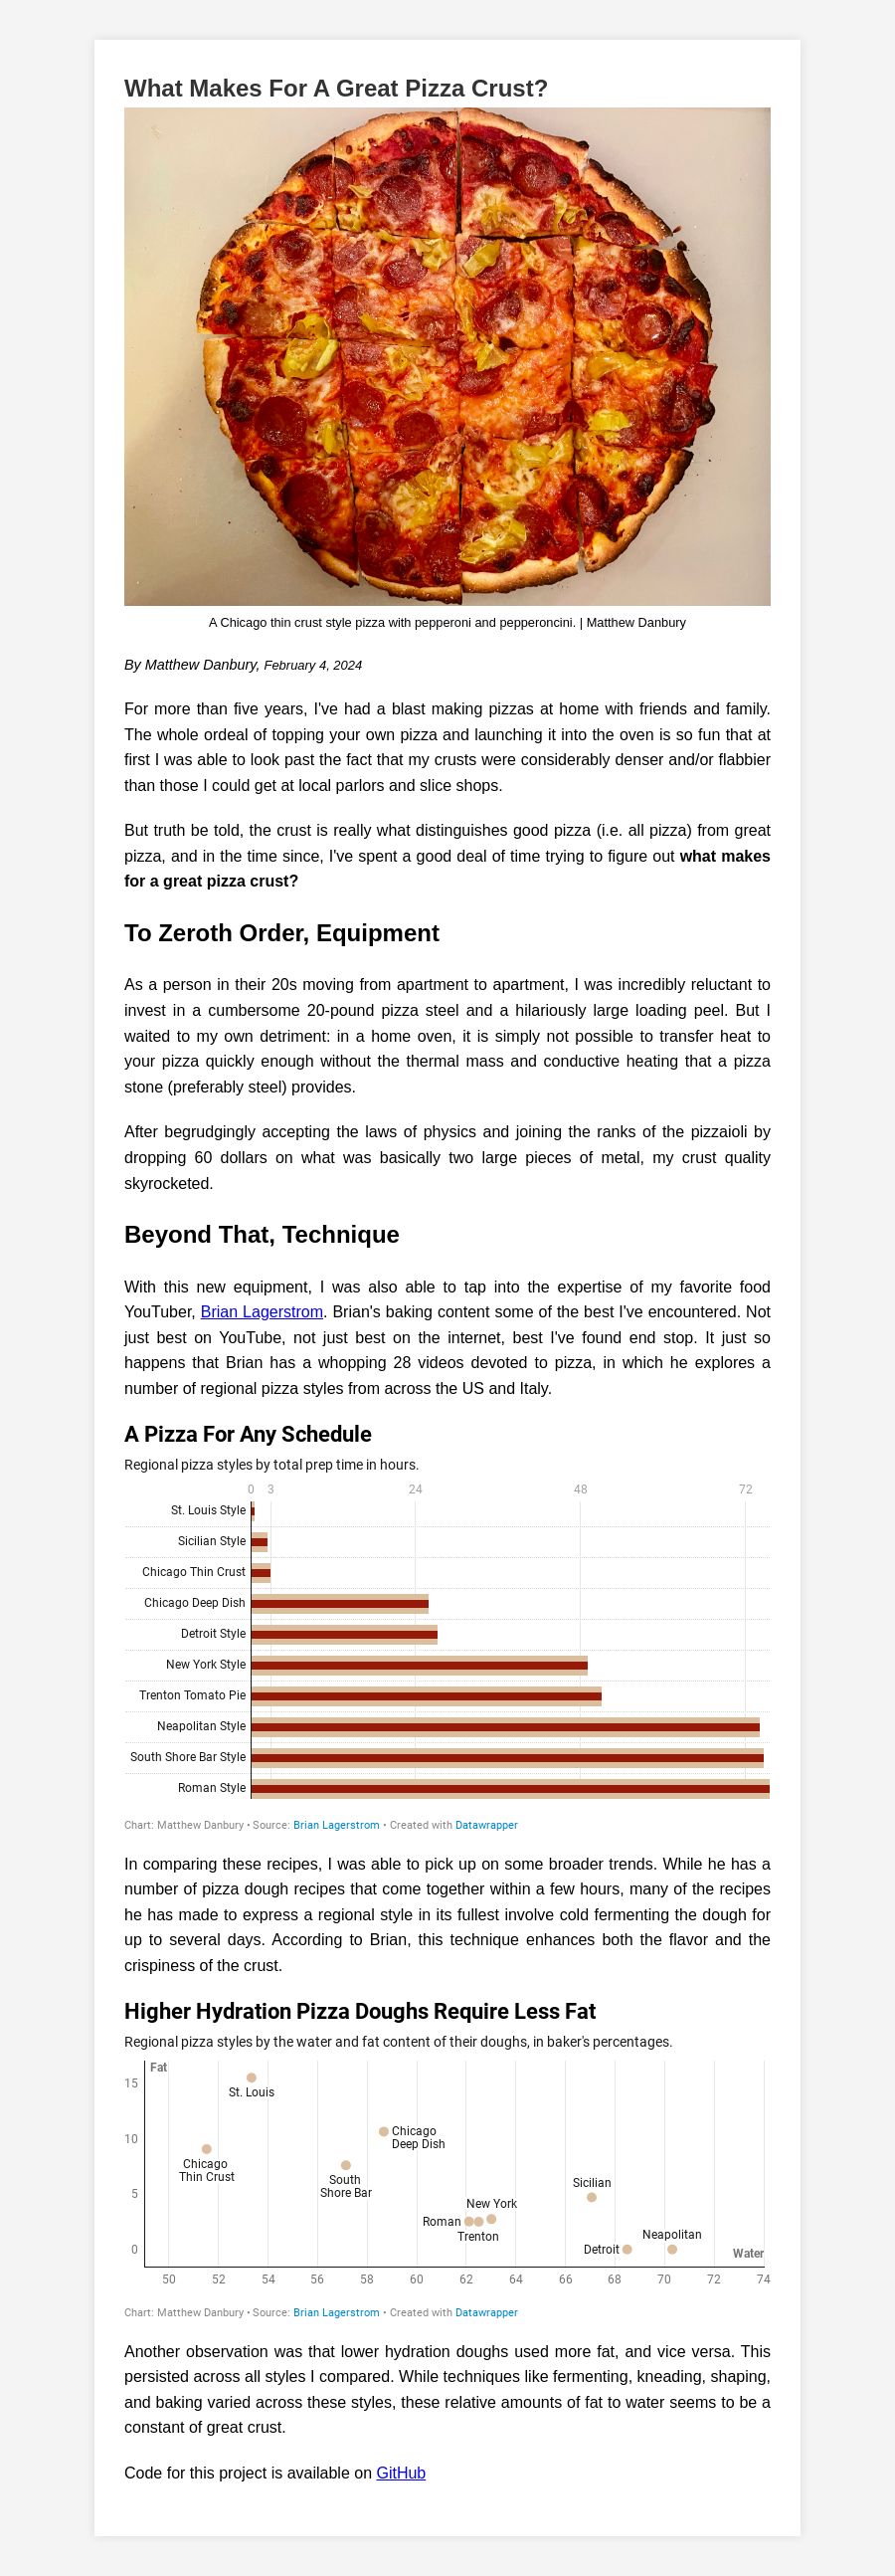 What Makes For A Great Pizza Crust?
A Chicago thin crust style pizza with pepperoni and pepperoncini. | Matthew Danbury
By Matthew Danbury, February 4, 2024
For more than five years, I've had a blast making pizzas at home with friends and family.
The whole ordeal of topping your own pizza and launching it into the oven is so fun that at
first I was able to look past the fact that my crusts were considerably denser and/or flabbier
than those I could get at local parlors and slice shops.
But truth be told, the crust is really what distinguishes good pizza (i.e. all pizza) from great
pizza, and in the time since, I've spent a good deal of time trying to figure out what makes
for a great pizza crust?
To Zeroth Order, Equipment
As a person in their 20s moving from apartment to apartment, I was incredibly reluctant to
invest in a cumbersome 20-pound pizza steel and a hilariously large loading peel. But I
waited to my own detriment: in a home oven, it is simply not possible to transfer heat to
your pizza quickly enough without the thermal mass and conductive heating that a pizza
stone (preferably steel) provides.
After begrudgingly accepting the laws of physics and joining the ranks of the pizzaioli by
dropping 60 dollars on what was basically two large pieces of metal, my crust quality
skyrocketed.
Beyond That, Technique
With this new equipment, I was also able to tap into the expertise of my favorite food
YouTuber, Brian Lagerstrom. Brian's baking content some of the best I've encountered. Not
just best on YouTube, not just best on the internet, best I've found end stop. It just so
happens that Brian has a whopping 28 videos devoted to pizza, in which he explores a
number of regional pizza styles from across the US and Italy.
A Pizza For Any Schedule
Regional pizza styles by total prep time in hours.
0 3 24 48 72
St. Louis Style
Sicilian Style
Chicago Thin Crust
Chicago Deep Dish
Detroit Style
New York Style
Trenton Tomato Pie
Neapolitan Style
South Shore Bar Style
Roman Style
Chart: Matthew Danbury • Source: Brian Lagerstrom • Created with Datawrapper
In comparing these recipes, I was able to pick up on some broader trends. While he has a
number of pizza dough recipes that come together within a few hours, many of the recipes
he has made to express a regional style in its fullest involve cold fermenting the dough for
up to several days. According to Brian, this technique enhances both the flavor and the
crispiness of the crust.
Higher Hydration Pizza Doughs Require Less Fat
Regional pizza styles by the water and fat content of their doughs, in baker's percentages.
Fat
15
St. Louis
10
Chicago
Deep Dish
Chicago
Thin Crust
South
Shore Bar
5
Sicilian
New York
Roman
Trenton
Neapolitan
0
Detroit
Water
50 52 54 56 58 60 62 64 66 68 70 72 74
Chart: Matthew Danbury • Source: Brian Lagerstrom • Created with Datawrapper
Another observation was that lower hydration doughs used more fat, and vice versa. This
persisted across all styles I compared. While techniques like fermenting, kneading, shaping,
and baking varied across these styles, these relative amounts of fat to water seems to be a
constant of great crust.
Code for this project is available on GitHub